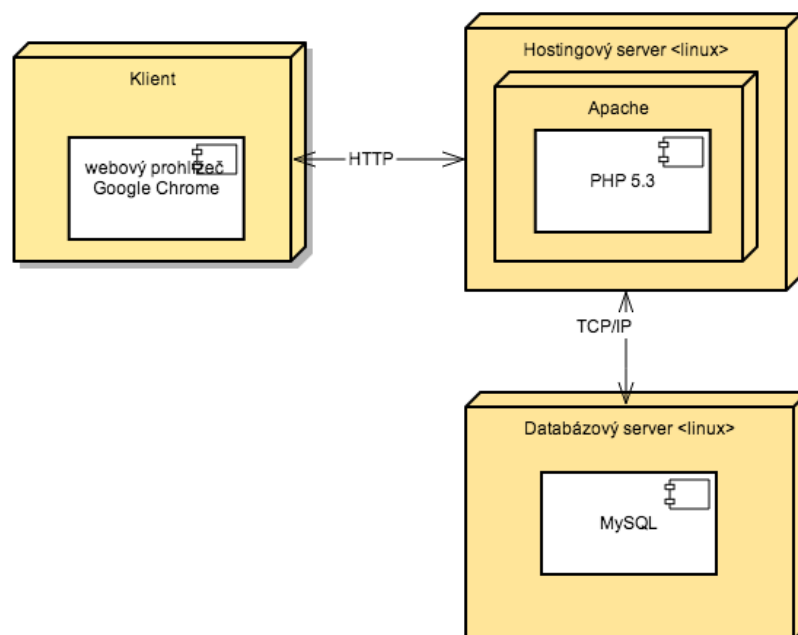 Klient
webový prohlížeč
Google Chrome
HTTP
Hostingový server <linux>
Apache
PHP 5.3
TCP/IP
Databázový server <linux>
MySQL